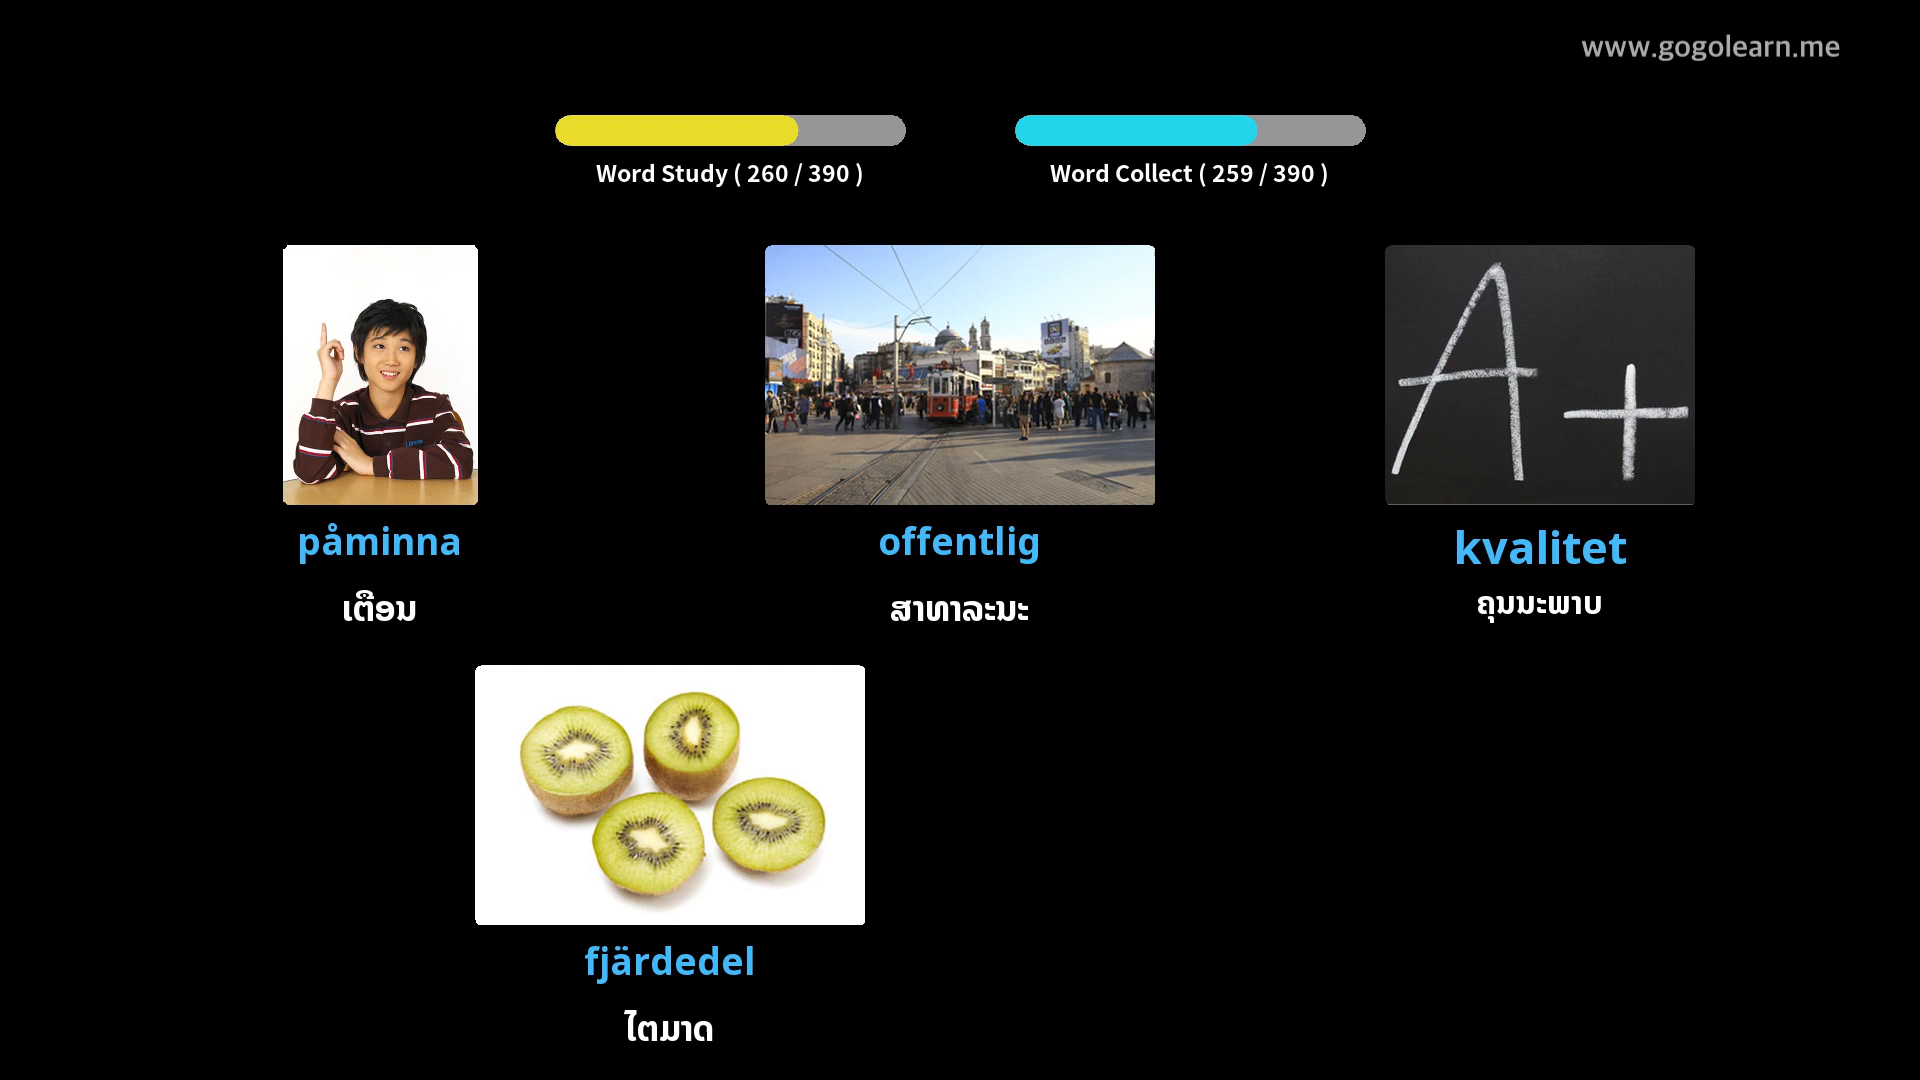 www.gogolearn.me
Word Study ( 260 / 390 )
Word Collect ( 259 / 390 )
A+
påminna
offentlig
kvalitet
ເຕືອນ
ສາທາລະນະ
ຄຸນນະພາບ
fjärdedel
ໄຕມາດ